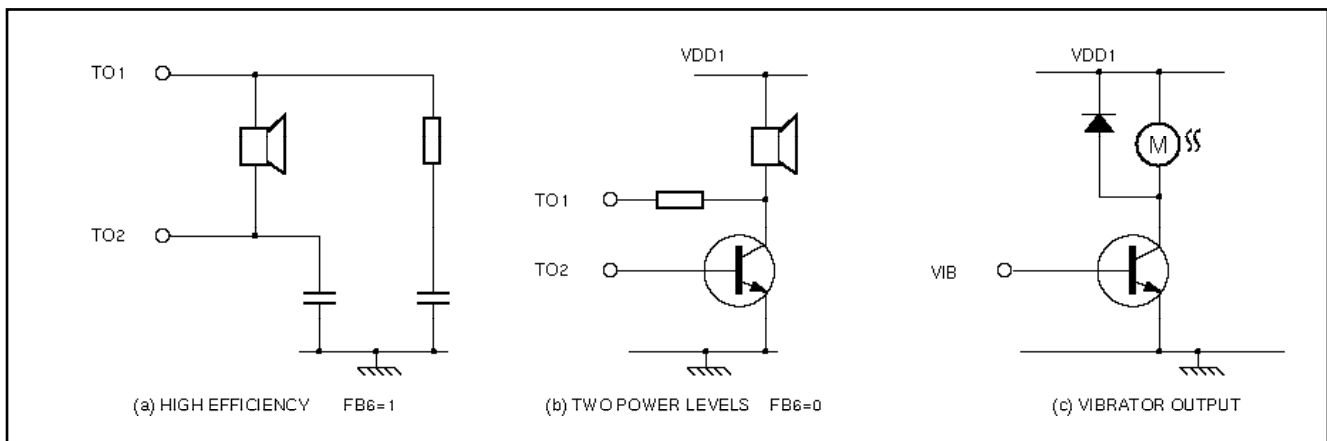 TO1
TO2
(a) HIGH EFFICIENCY FB6=1
VDD1
TO1
TO2
(b) TWO POWER LEVELS FB6=0
VDD1
M
VIB
(c) VIBRATOR OUTPUT